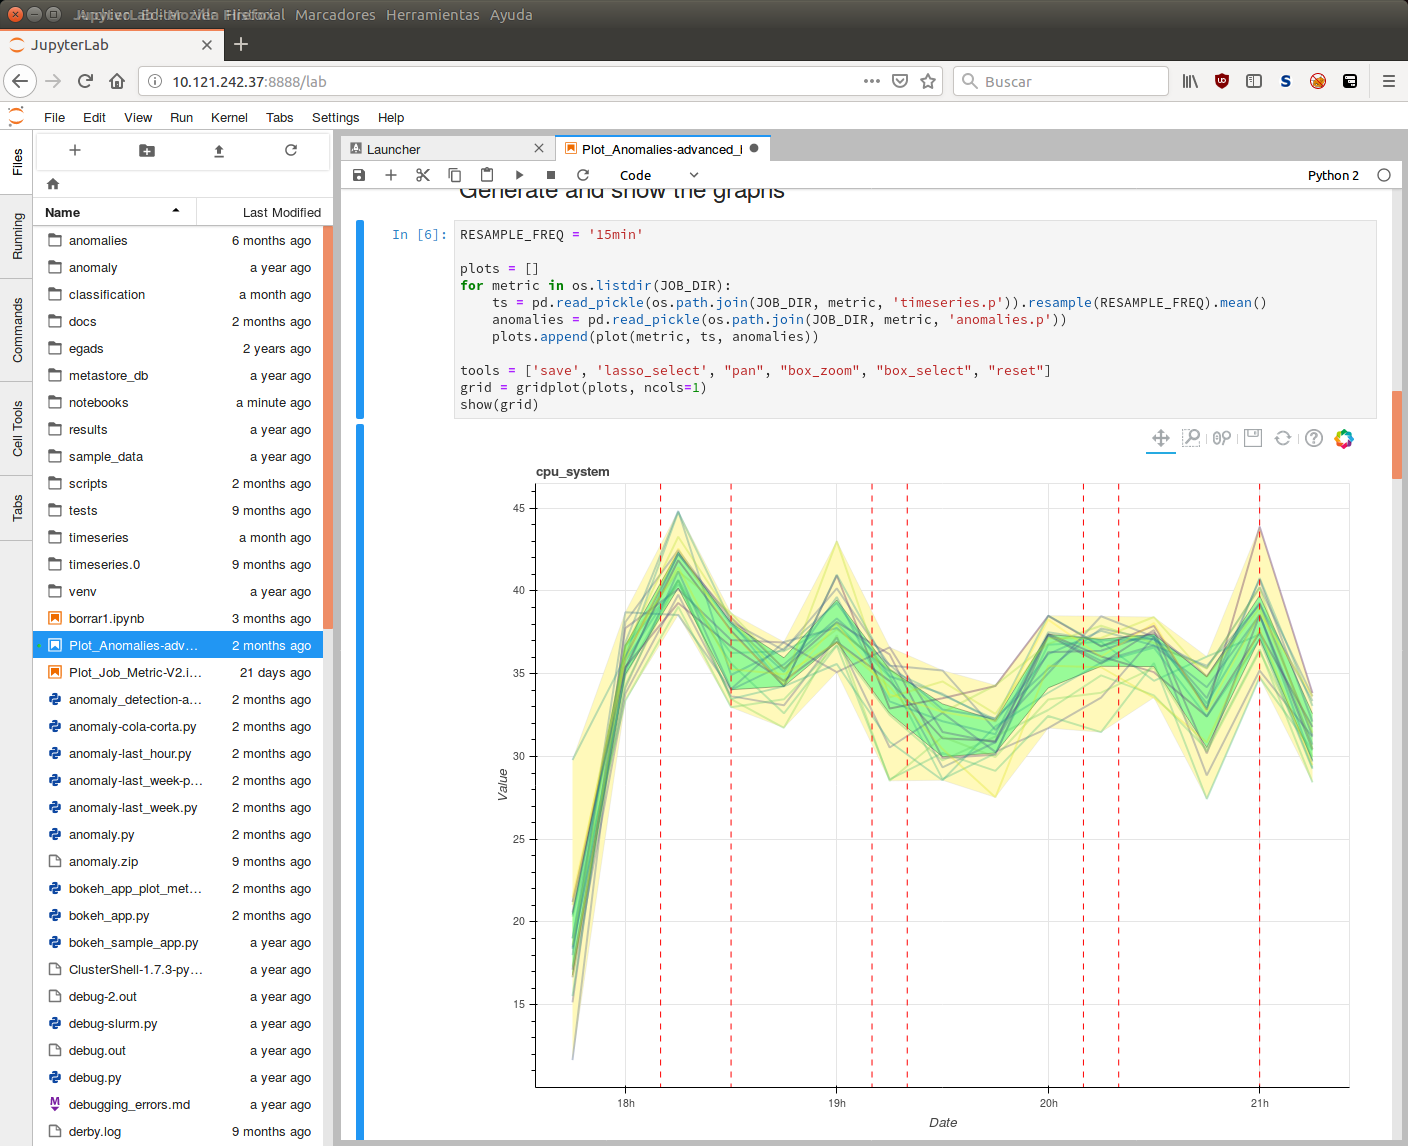 Marcadores Herramientas Ayuda
JupyterLab
10.121.242.37:8888/lab
Buscar
File Edit View Run Kernel Tabs Settings Help
Files
Running
Commands
Cell Tools
Tabs
Name Last Modified
anomalies 6 months ago
anomaly a year ago
classification a month ago
docs 2 months ago
egads 2 years ago
metastore_db a year ago
notebooks a minute ago
results a year ago
sample_data a year ago
scripts 2 months ago
tests 9 months ago
timeseries a month ago
timeseries.0 9 months ago
venv a year ago
borrar1.ipynb 3 months ago
Plot_Anomalies-adv... 2 months ago
Plot_Job_Metric-V2.i... 21 days ago
anomaly_detection-a... 2 months ago
anomaly-cola-corta.py 2 months ago
anomaly-last_hour.py 2 months ago
anomaly-last_week-p... 2 months ago
anomaly-last_week.py 2 months ago
anomaly.py 2 months ago
anomaly.zip 9 months ago
bokeh_app_plot_met... 2 months ago
bokeh_app.py 2 months ago
bokeh_sample_app.py a year ago
ClusterShell-1.7.3-py... a year ago
debug-2.out a year ago
debug-slurm.py a year ago
debug.out a year ago
debug.py a year ago
debugging_errors.md a year ago
derby.log 9 months ago
Launcher
Plot_Anomalies-advanced_l
Code
Python 2
Generate and show the graphs
In [6]:
RESAMPLE_FREQ = '15min'
plots = []
for metric in os.listdir(JOB_DIR):
    ts = pd.read_pickle(os.path.join(JOB_DIR, metric, 'timeseries.p')).resample(RESAMPLE_FREQ).mean()
    anomalies = pd.read_pickle(os.path.join(JOB_DIR, metric, 'anomalies.p'))
    plots.append(plot(metric, ts, anomalies))
tools = ['save', 'lasso_select', "pan", "box_zoom", "box_select", "reset"]
grid = gridplot(plots, ncols=1)
show(grid)
cpu_system
45
40
35
30
25
20
15
Value
18h 19h 20h 21h
Date